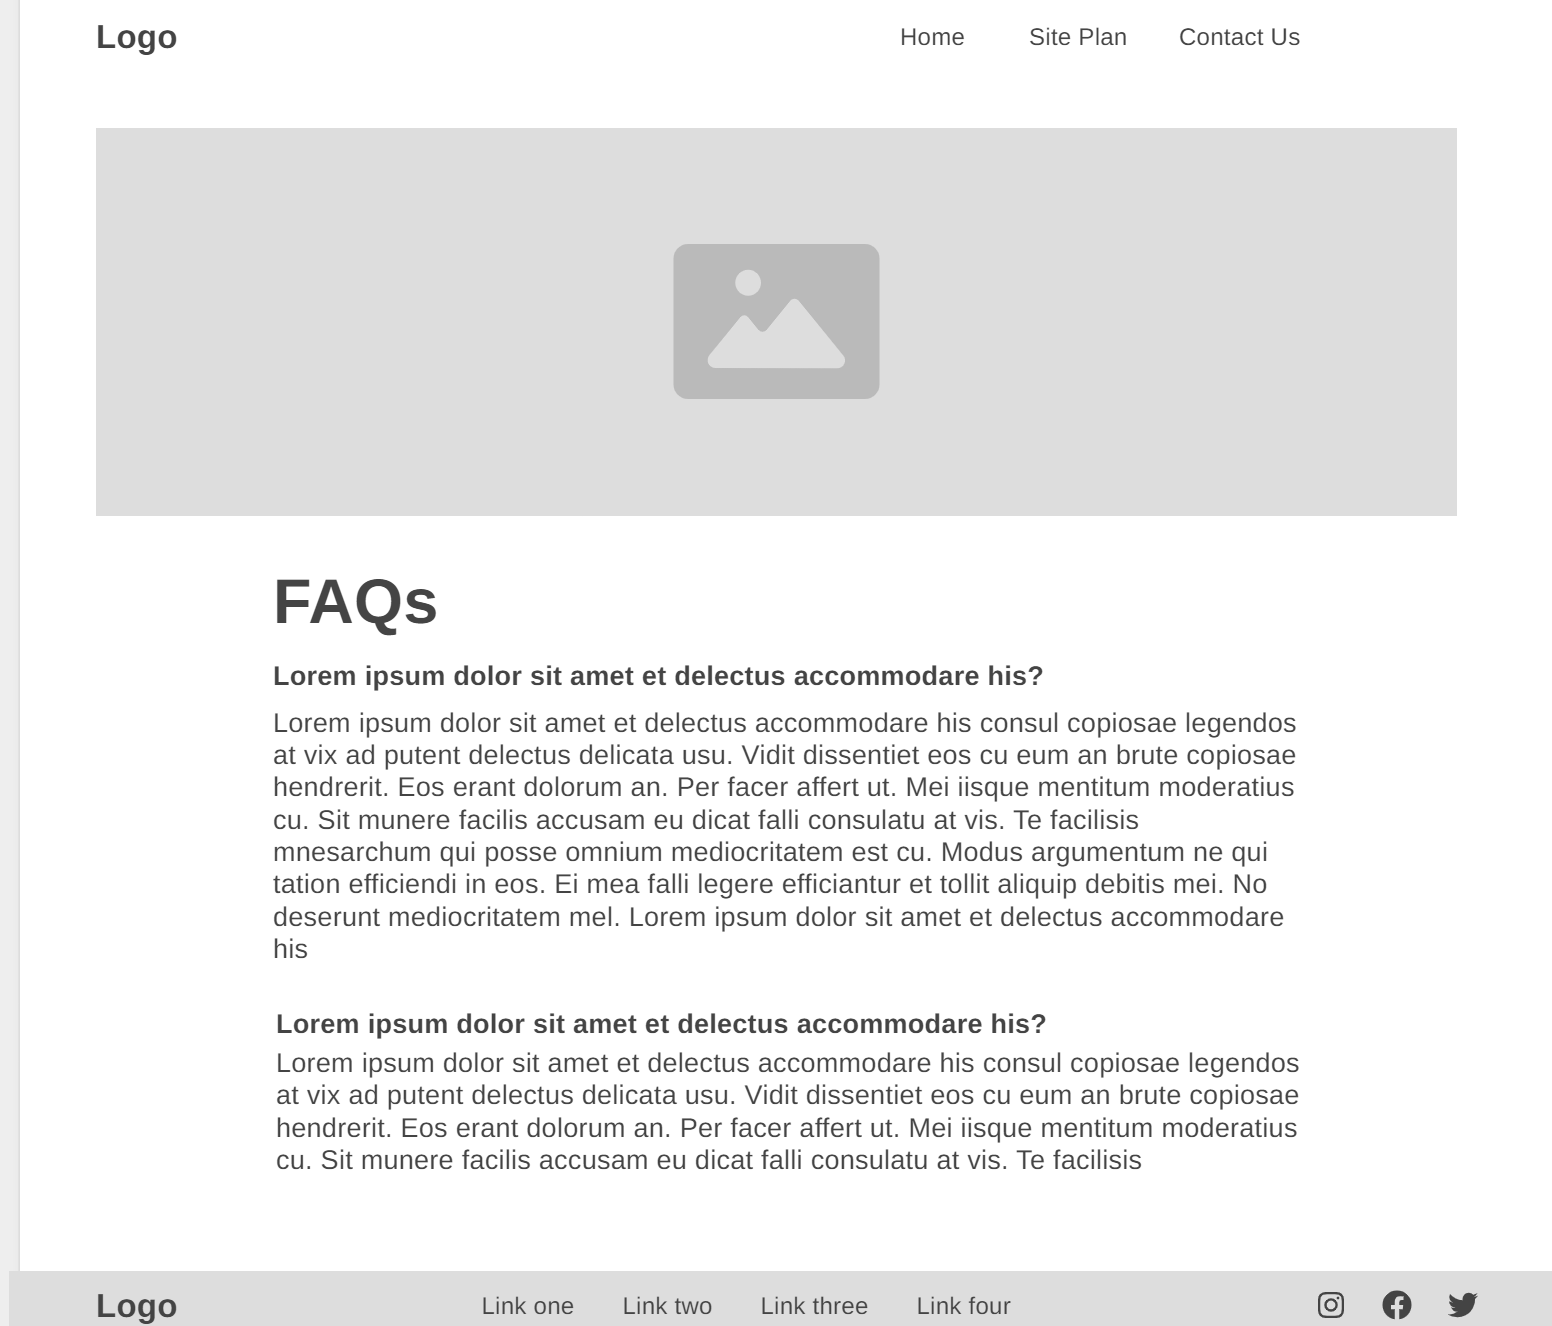 Logo
Home Site Plan Contact Us
FAQs
Lorem ipsum dolor sit amet et delectus accommodare his?
Lorem ipsum dolor sit amet et delectus accommodare his consul copiosae legendos
at vix ad putent delectus delicata usu. Vidit dissentiet eos cu eum an brute copiosae
hendrerit. Eos erant dolorum an. Per facer affert ut. Mei iisque mentitum moderatius
cu. Sit munere facilis accusam eu dicat falli consulatu at vis. Te facilisis
mnesarchum qui posse omnium mediocritatem est cu. Modus argumentum ne qui
tation efficiendi in eos. Ei mea falli legere efficiantur et tollit aliquip debitis mei. No
deserunt mediocritatem mel. Lorem ipsum dolor sit amet et delectus accommodare
his
Lorem ipsum dolor sit amet et delectus accommodare his?
Lorem ipsum dolor sit amet et delectus accommodare his consul copiosae legendos
at vix ad putent delectus delicata usu. Vidit dissentiet eos cu eum an brute copiosae
hendrerit. Eos erant dolorum an. Per facer affert ut. Mei iisque mentitum moderatius
cu. Sit munere facilis accusam eu dicat falli consulatu at vis. Te facilisis
Logo Link one Link two Link three Link four